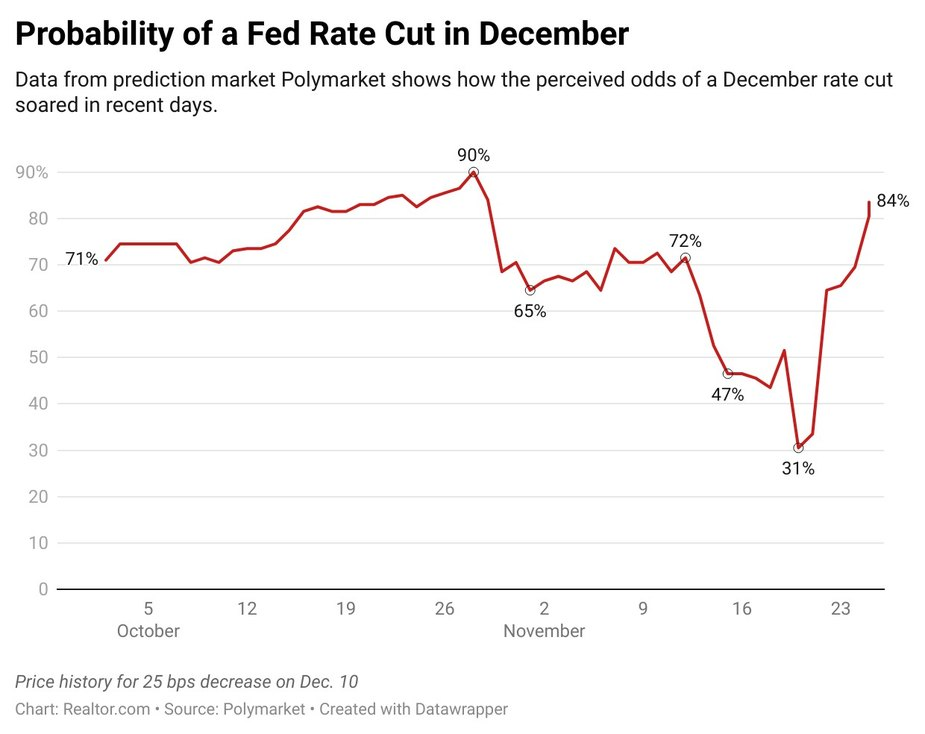 Probability of a Fed Rate Cut in December
Data from prediction market Polymarket shows how the perceived odds of a December rate cut
soared in recent days.
90%
90%
84%
80
72%
71%
70
65%
60
50
47%
40
31%
30
20
10
0
5 12 19 26 2 9 16 23
October November
Price history for 25 bps decrease on Dec. 10
Chart: Realtor.com • Source: Polymarket • Created with Datawrapper